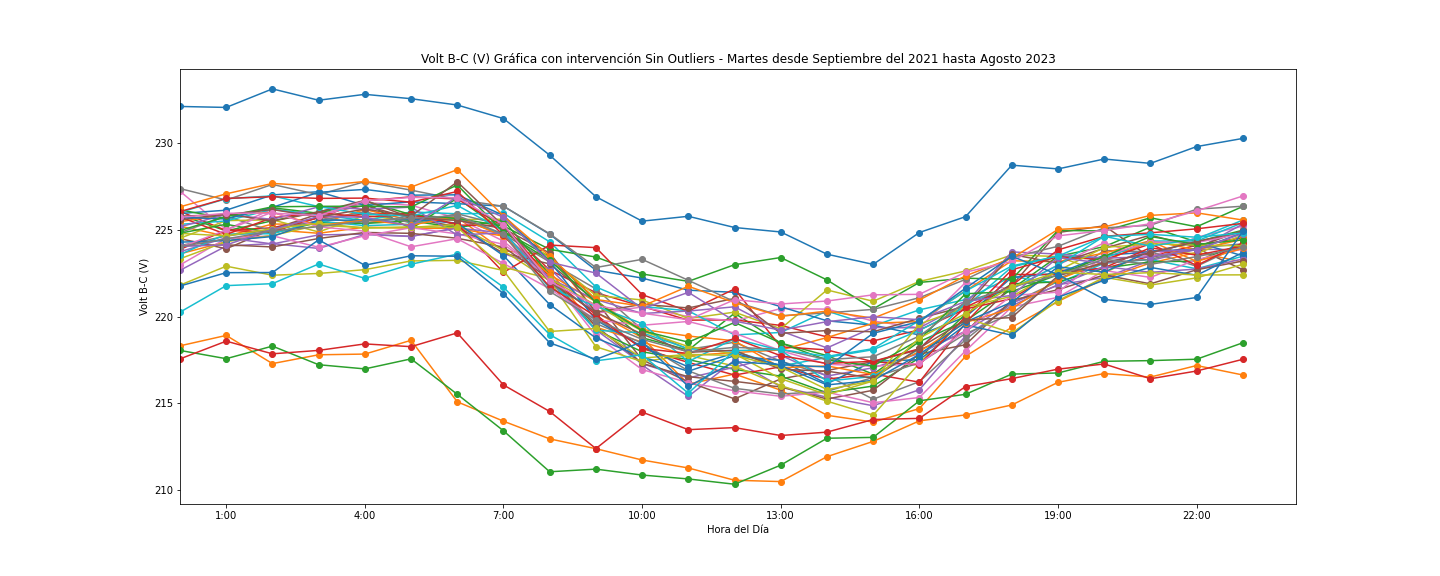 Volt B-C (V) Gráfica con intervención Sin Outliers - Martes desde Septiembre del 2021 hasta Agosto 2023
Volt B-C (V)
230
225
220
215
210
1:00 4:00 7:00 10:00 13:00 16:00 19:00 22:00
Hora del Día